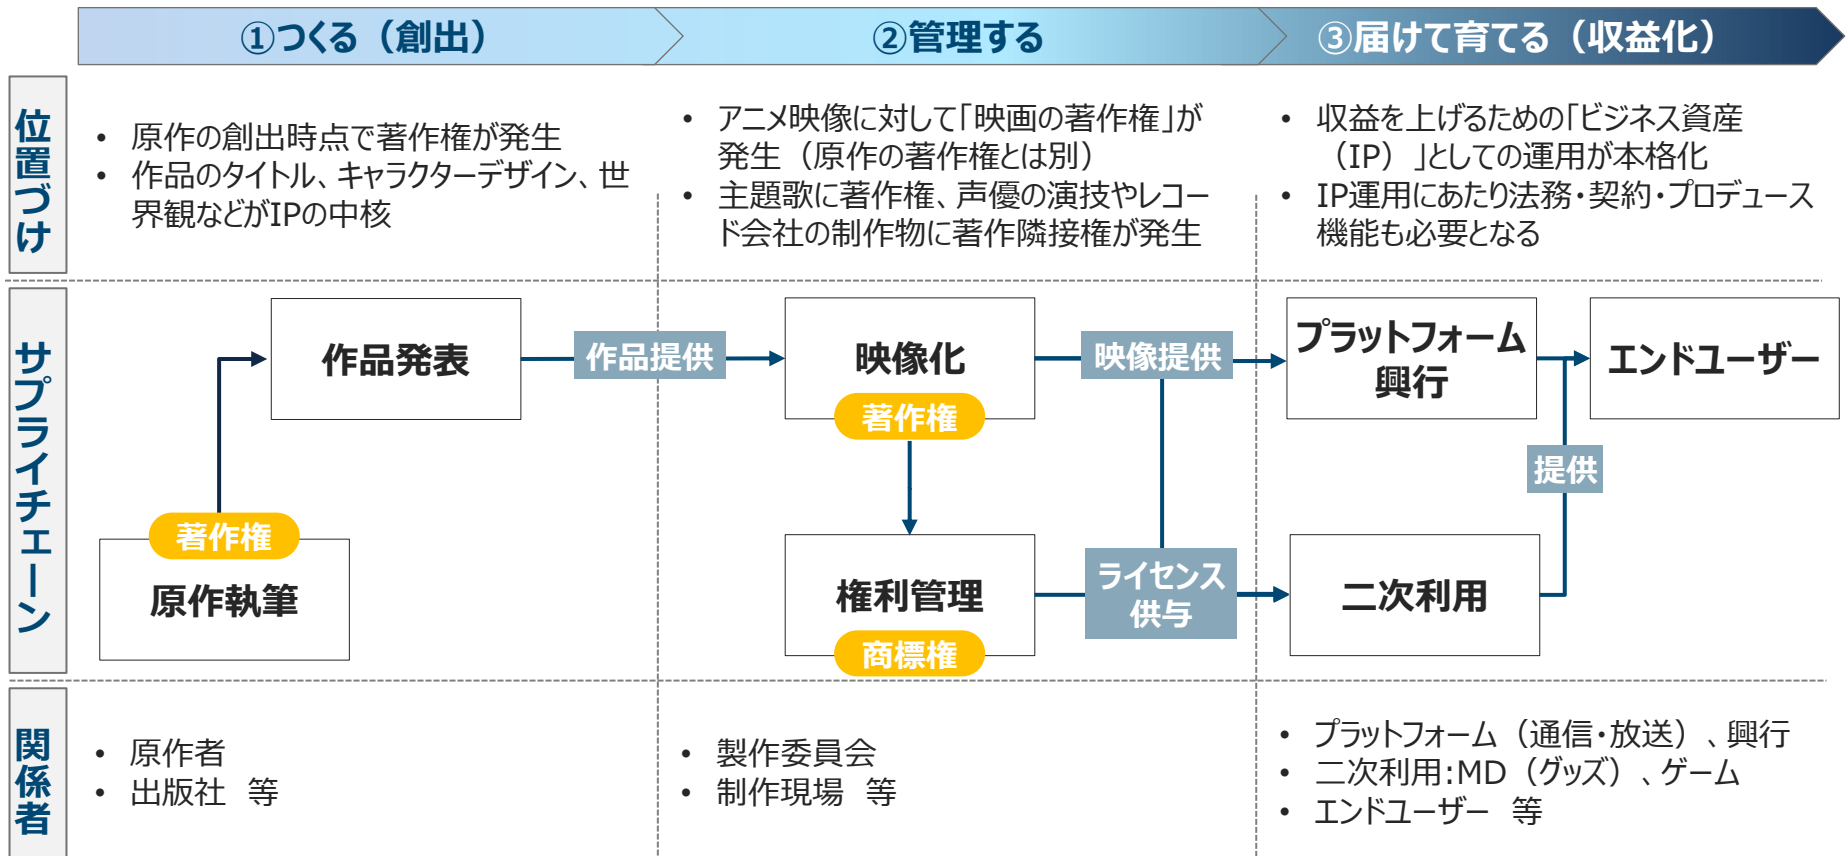 ①つくる（創出）
②管理する
③届けて育てる（収益化）
位置づけ
• 原作の創出時点で著作権が発生
• 作品のタイトル、キャラクターデザイン、世
界観などがIPの中核
• アニメ映像に対して「映画の著作権」が
発生（原作の著作権とは別）
• 主題歌に著作権、声優の演技やレコー
ド会社の制作物に著作隣接権が発生
• 収益を上げるための「ビジネス資産
（IP）」としての運用が本格化
• IP運用にあたり法務・契約・プロデュース
機能も必要となる
サプライチェーン
作品発表
作品提供
映像化
著作権
映像提供
プラットフォーム
興行
エンドユーザー
提供
著作権
原作執筆
権利管理
商標権
ライセンス
供与
二次利用
関係者
• 原作者
• 出版社 等
• 製作委員会
• 制作現場 等
• プラットフォーム（通信・放送）、興行
• 二次利用:MD（グッズ）、ゲーム
• エンドユーザー 等